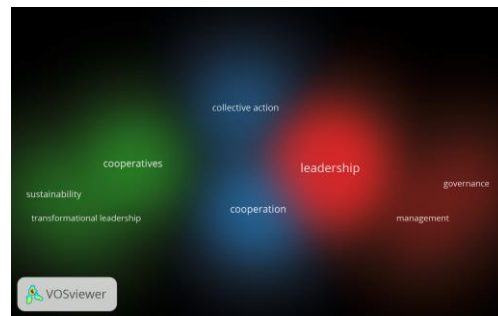 collective action
cooperatives
leadership
governance
sustainability
cooperation
transformational leadership
management
VOSviewer